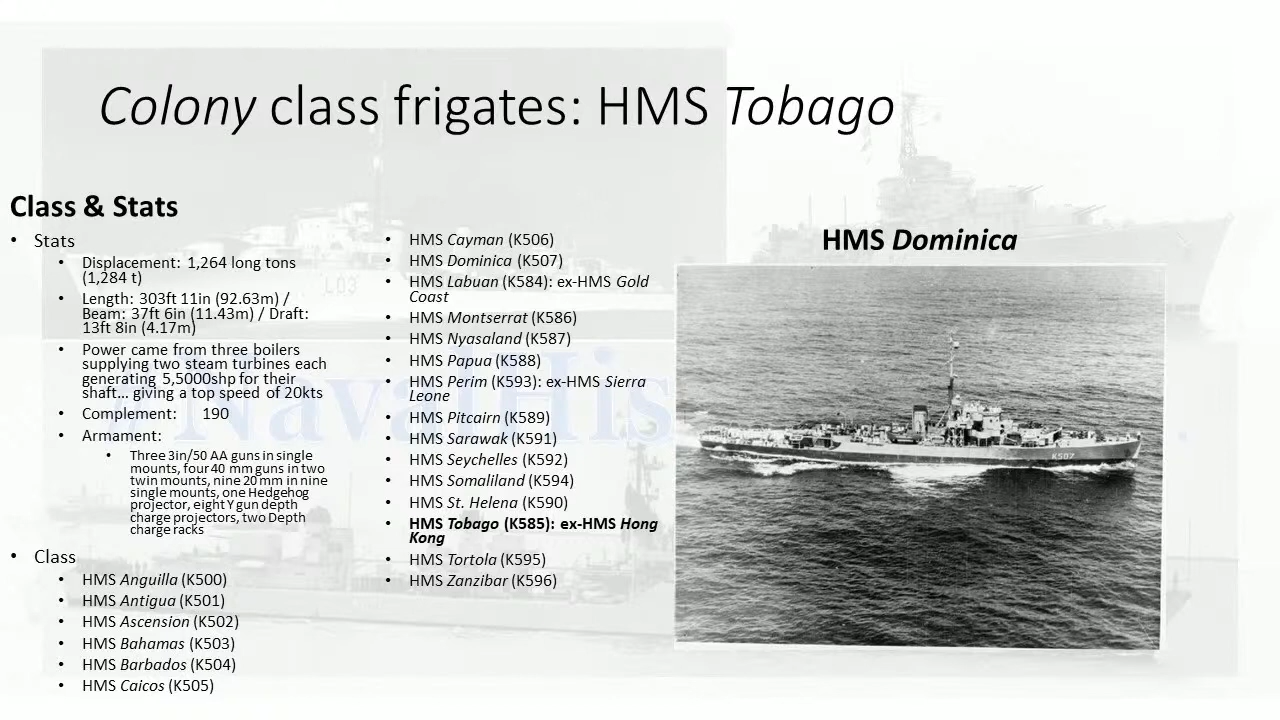 Colony class frigates: HMS Tobago
Class & Stats
• Stats
• Displacement: 1,264 long tons
(1,284 t)
• Length: 303ft 11in (92.63m) /
Beam: 37ft 6in (11.43m) / Draft:
13ft 8in (4.17m)
• Power came from three boilers
supplying two steam turbines each
generating 5,5000shp for their
shaft... giving a top speed of 20kts
• Complement: 190
• Armament:
• Three 3in/50 AA guns in single
mounts, four 40 mm guns in two
twin mounts, nine 20 mm in nine
single mounts, one Hedgehog
projector, eight Y gun depth
charge projectors, two Depth
charge racks
• Class
• HMS Anguilla (K500)
• HMS Antigua (K501)
• HMS Ascension (K502)
• HMS Bahamas (K503)
• HMS Barbados (K504)
• HMS Caicos (K505)
• HMS Cayman (K506)
• HMS Dominica (K507)
• HMS Labuan (K584): ex-HMS Gold
Coast
• HMS Montserrat (K586)
• HMS Nyasaland (K587)
• HMS Papua (K588)
• HMS Perim (K593): ex-HMS Sierra
Leone
• HMS Pitcairn (K589)
• HMS Sarawak (K591)
• HMS Seychelles (K592)
• HMS Somaliland (K594)
• HMS St. Helena (K590)
• HMS Tobago (K585): ex-HMS Hong
Kong
• HMS Tortola (K595)
• HMS Zanzibar (K596)
HMS Dominica
K507
L03
#NavalHis